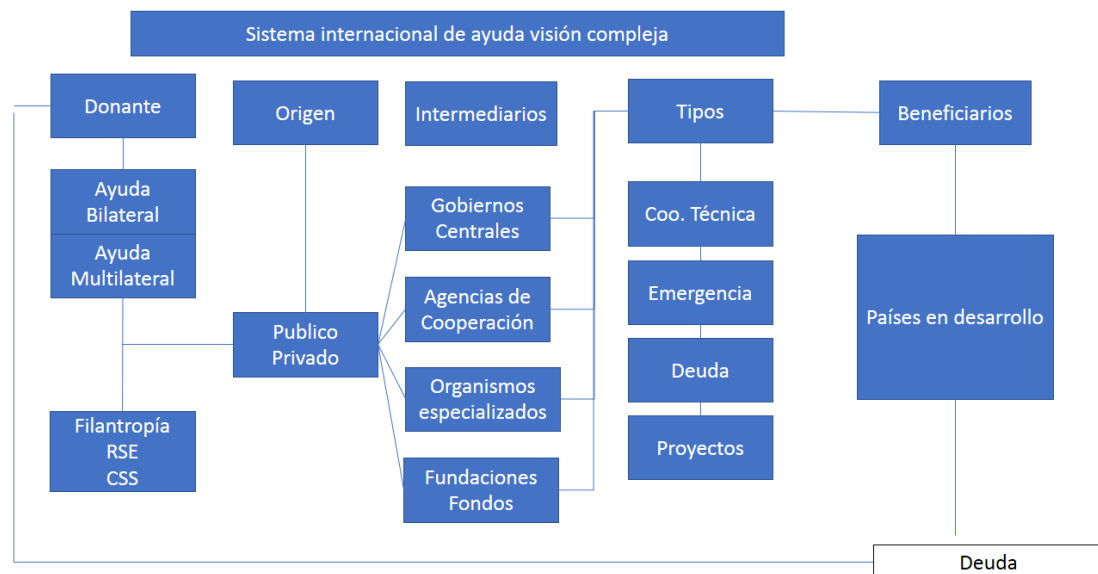 Sistema internacional de ayuda visión compleja
Donante
Origen
Intermediarios
Tipos
Beneficiarios
Ayuda
Bilateral
Ayuda
Multilateral
Filantropía
RSE
CSS
Publico
Privado
Gobiernos
Centrales
Agencias de
Cooperación
Organismos
especializados
Fundaciones
Fondos
Coo. Técnica
Emergencia
Deuda
Proyectos
Países en desarrollo
Deuda